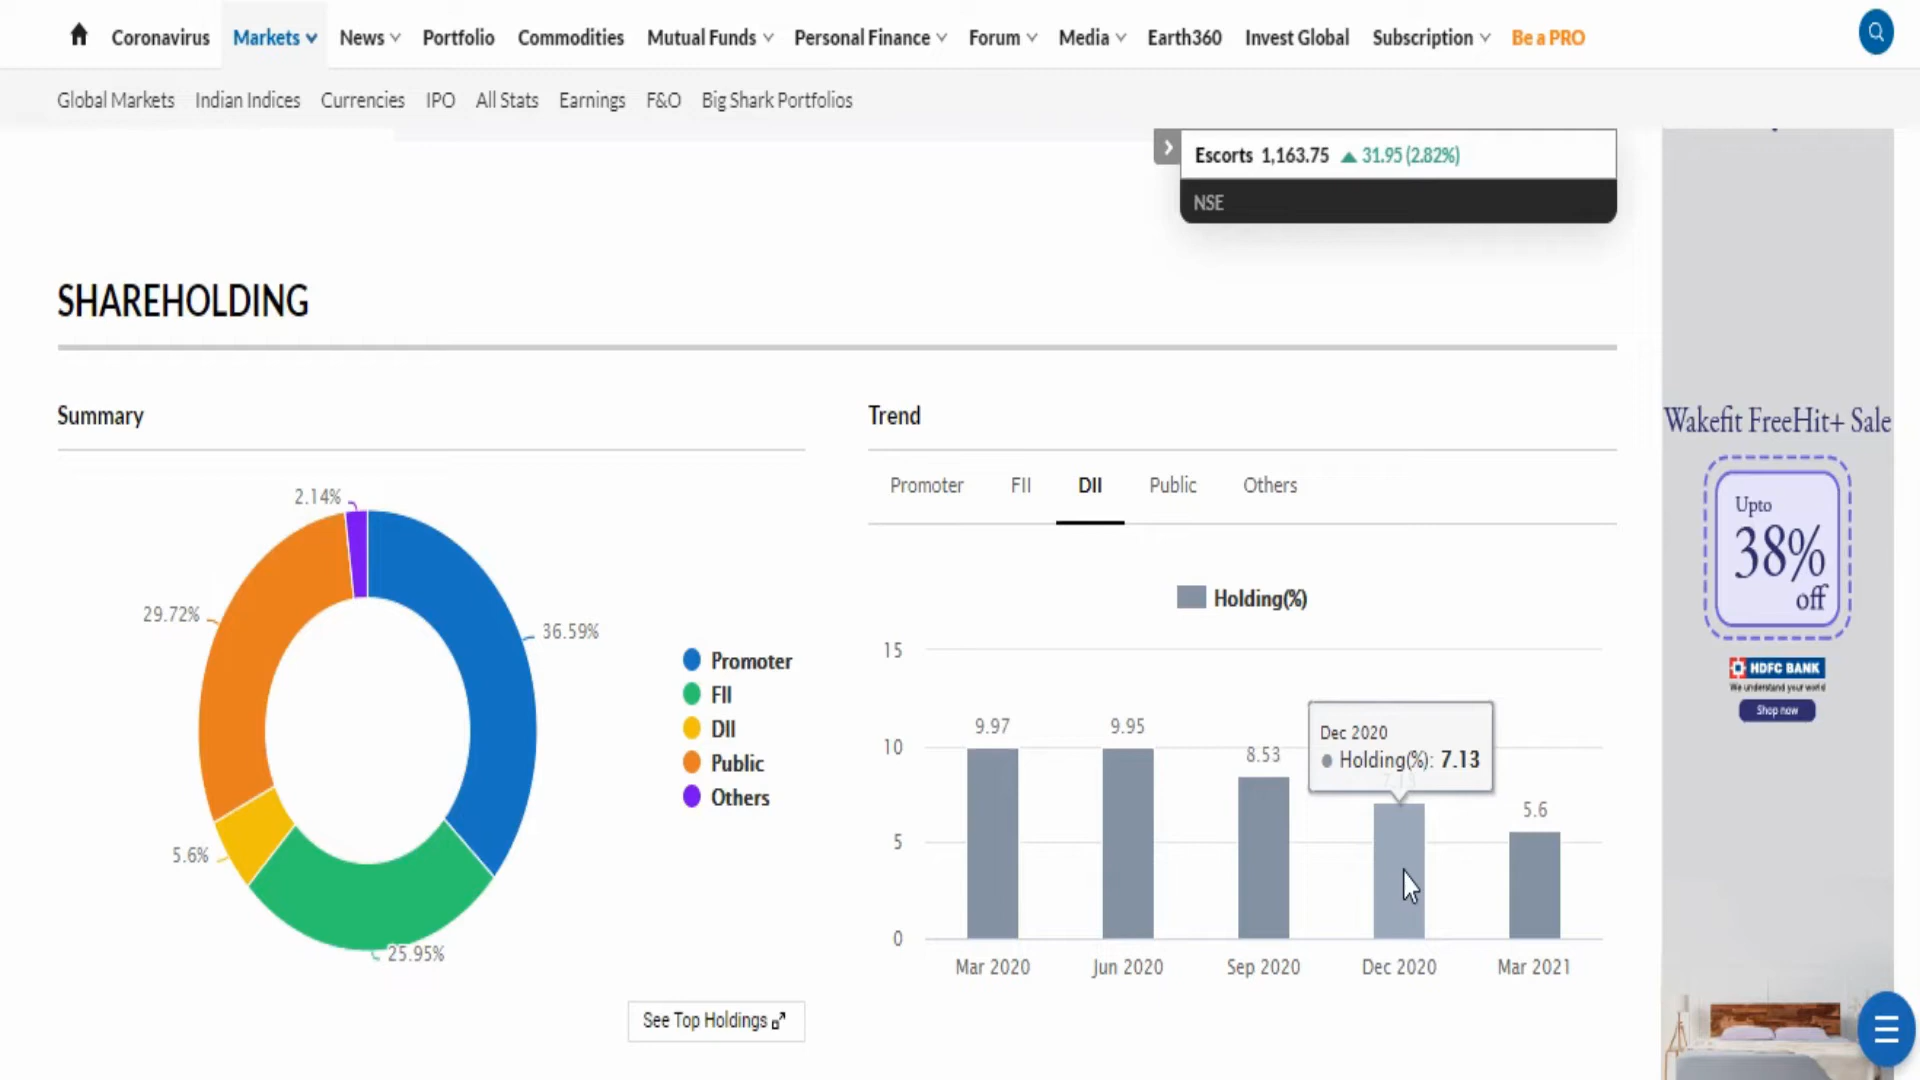 Coronavirus Markets News Portfolio Commodities Mutual Funds Personal Finance Forum Media Earth360 Invest Global Subscription Be a PRO
Global Markets Indian Indices Currencies IPO All Stats Earnings F&O Big Shark Portfolios
Escorts 1,163.75 ▲ 31.95 (2.82%)
NSE
SHAREHOLDING
Summary
2.14%
29.72%
36.59%
5.6%
25.95%
Promoter
FII
DII
Public
Others
See Top Holdings
Trend
Promoter FII DII Public Others
Holding(%)
15
10
5
0
9.97
9.95
8.53
5.6
Dec 2020
Holding(%): 7.13
Mar 2020 Jun 2020 Sep 2020 Dec 2020 Mar 2021
Wakefit FreeHit+ Sale
Upto
38%
off
HDFC BANK
We understand your world
Shop now